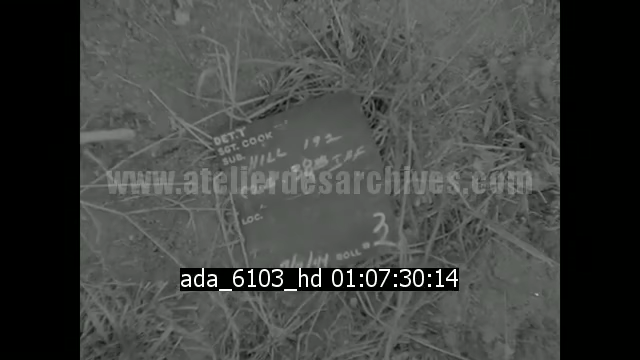 DET.T
SGT. COOK
SUB. HILL 192
LOC.
ROLL # 3
www.atelierdesarchives.com
ada_6103_hd 01:07:30:14